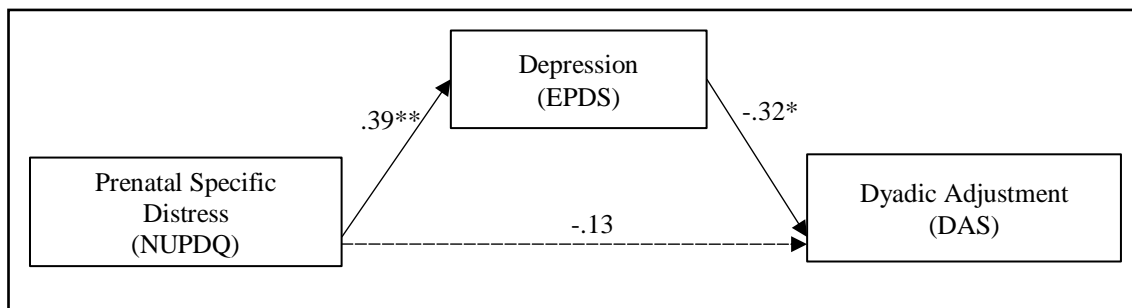 Depression
(EPDS)
.39**
-.32*
Prenatal Specific
Distress
(NUPDQ)
-.13
Dyadic Adjustment
(DAS)